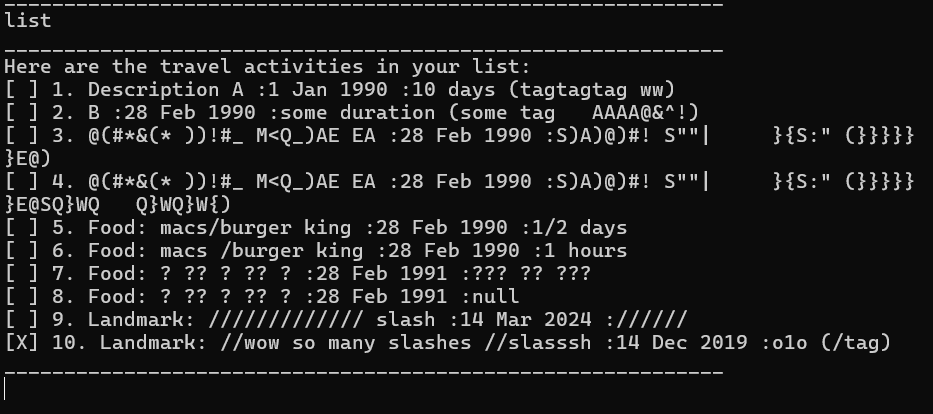 ____________________________________________________________
list
____________________________________________________________
Here are the travel activities in your list:
[ ] 1. Description A :1 Jan 1990 :10 days (tagtagtag ww)
[ ] 2. B :28 Feb 1990 :some duration (some tag   AAAA@&^!)
[ ] 3. @(#*&(* ))!#_ M<Q_)AE EA :28 Feb 1990 :S)A)@)#! S""|     }{S:" (}}}}}
}E@)
[ ] 4. @(#*&(* ))!#_ M<Q_)AE EA :28 Feb 1990 :S)A)@)#! S""|     }{S:" (}}}}}
}E@SQ}WQ   Q}WQ}W{)
[ ] 5. Food: macs/burger king :28 Feb 1990 :1/2 days
[ ] 6. Food: macs /burger king :28 Feb 1990 :1 hours
[ ] 7. Food: ? ?? ? ?? ? :28 Feb 1991 :??? ?? ???
[ ] 8. Food: ? ?? ? ?? ? :28 Feb 1991 :null
[ ] 9. Landmark: ///////////// slash :14 Mar 2024 ://////
[X] 10. Landmark: //wow so many slashes //slasssh :14 Dec 2019 :o1o (/tag)
____________________________________________________________